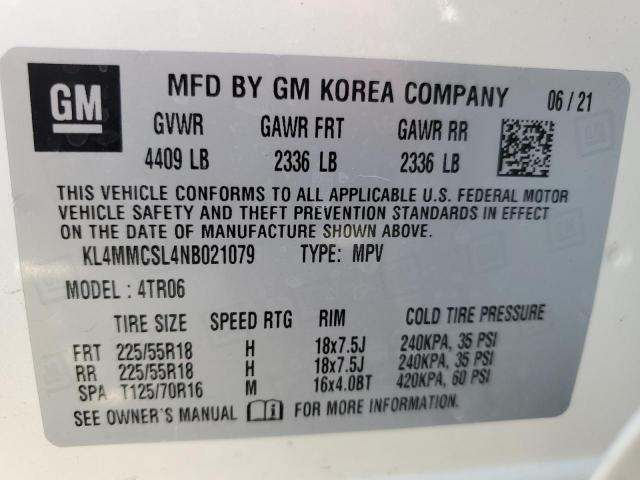 GM MFD BY GM KOREA COMPANY 06/21
GVWR GAWR FRT GAWR RR
4409 LB 2336 LB 2336 LB
THIS VEHICLE CONFORMS TO ALL APPLICABLE U.S. FEDERAL MOTOR
VEHICLE SAFETY AND THEFT PREVENTION STANDARDS IN EFFECT
ON THE DATE OF MANUFACTURE SHOWN ABOVE.
KL4MMCSL4NB021079 TYPE: MPV
MODEL: 4TR06
TIRE SIZE SPEED RTG RIM COLD TIRE PRESSURE
FRT 225/55R18 H 18x7.5J 240KPA, 35 PSI
RR 225/55R18 H 18x7.5J 240KPA, 35 PSI
SPA T125/70R16 M 16x4.0BT 420KPA, 60 PSI
SEE OWNER'S MANUAL FOR MORE INFORMATION.